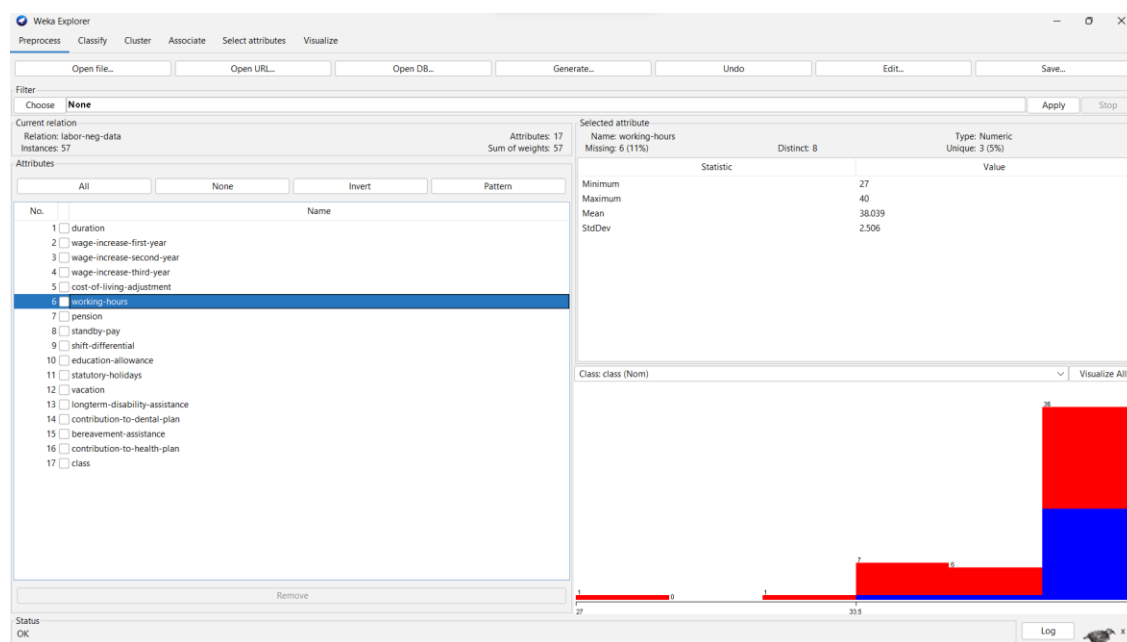 Weka Explorer
Preprocess Classify Cluster Associate Select attributes Visualize
Open file... Open URL... Open DB... Generate... Undo Edit... Save...
Filter
Choose None Apply Stop
Current relation
Relation: labor-neg-data Attributes: 17
Instances: 57 Sum of weights: 57
Attributes
All None Invert Pattern
No. Name
1 duration
2 wage-increase-first-year
3 wage-increase-second-year
4 wage-increase-third-year
5 cost-of-living-adjustment
6 working-hours
7 pension
8 standby-pay
9 shift-differential
10 education-allowance
11 statutory-holidays
12 vacation
13 longterm-disability-assistance
14 contribution-to-dental-plan
15 bereavement-assistance
16 contribution-to-health-plan
17 class
Remove
Selected attribute
Name: working-hours Type: Numeric
Missing: 6 (11%) Distinct: 8 Unique: 3 (5%)
Statistic Value
Minimum 27
Maximum 40
Mean 38.039
StdDev 2.506
Class: class (Nom) Visualize All
36
7
6
1
0
1
27 33.5
Status
OK
Log x